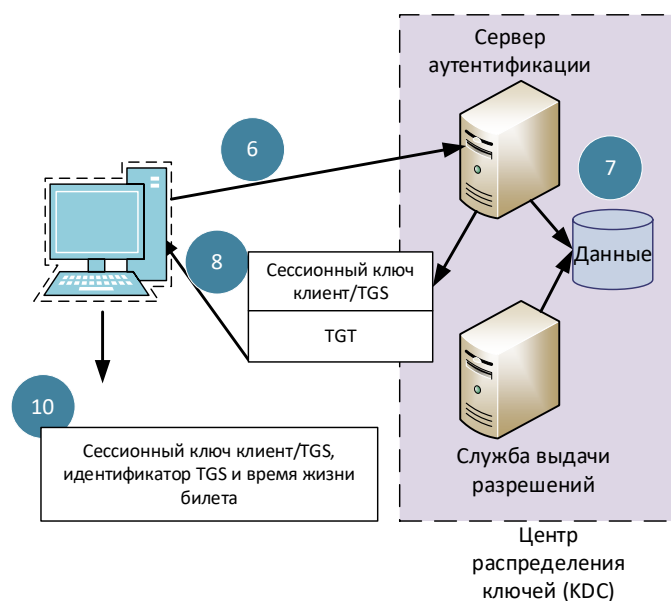 Сервер
аутентификации
6
7
8
Данные
Сессионный ключ
клиент/TGS
TGT
10
Сессионный ключ клиент/TGS,
идентификатор TGS и время жизни
билета
Служба выдачи
разрешений
Центр
распределения
ключей (KDC)